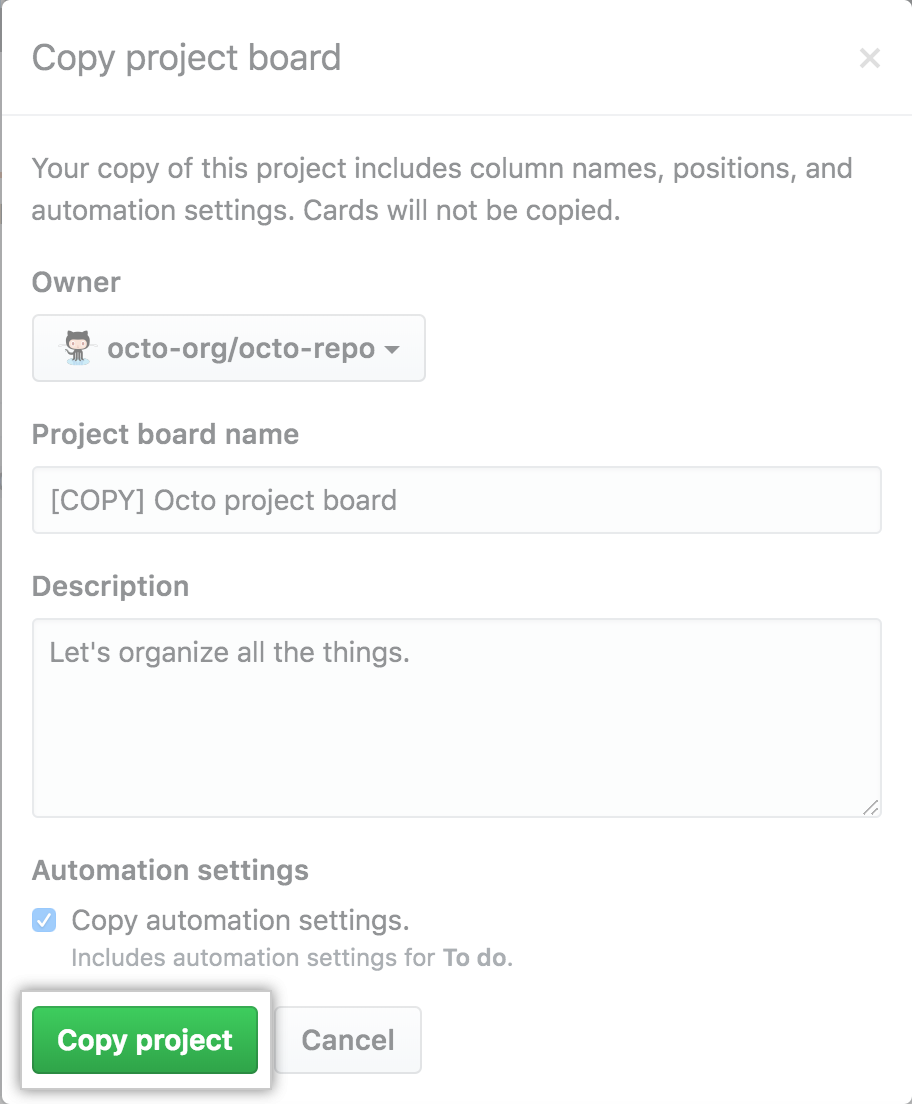 Copy project board
Your copy of this project includes column names, positions, and
automation settings. Cards will not be copied.
Owner
octo-org/octo-repo
Project board name
[COPY] Octo project board
Description
Let's organize all the things.
Automation settings
Copy automation settings.
Includes automation settings for To do.
Copy project
Cancel